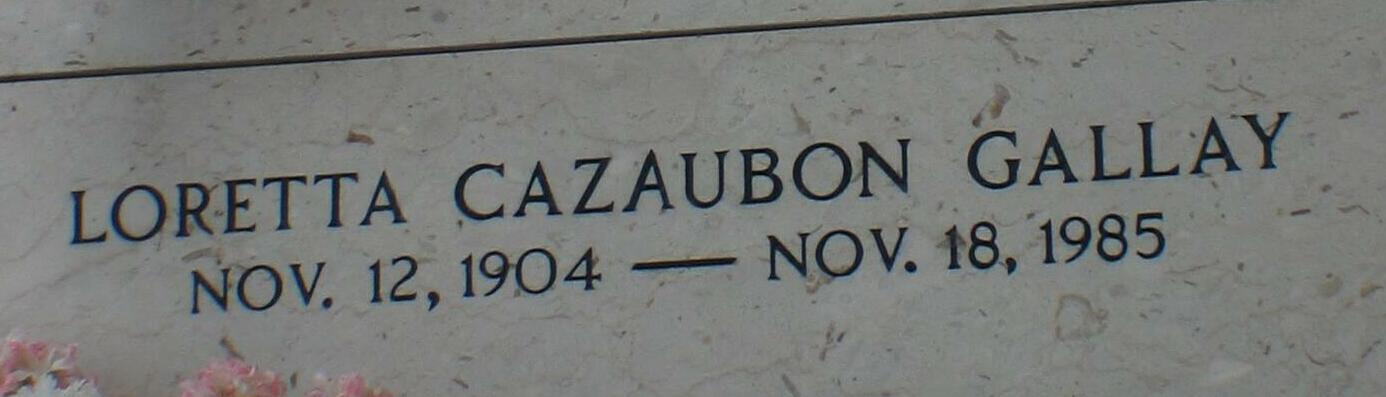 LORETTA CAZAUBON GALLAY
NOV. 12, 1904 — NOV. 18, 1985